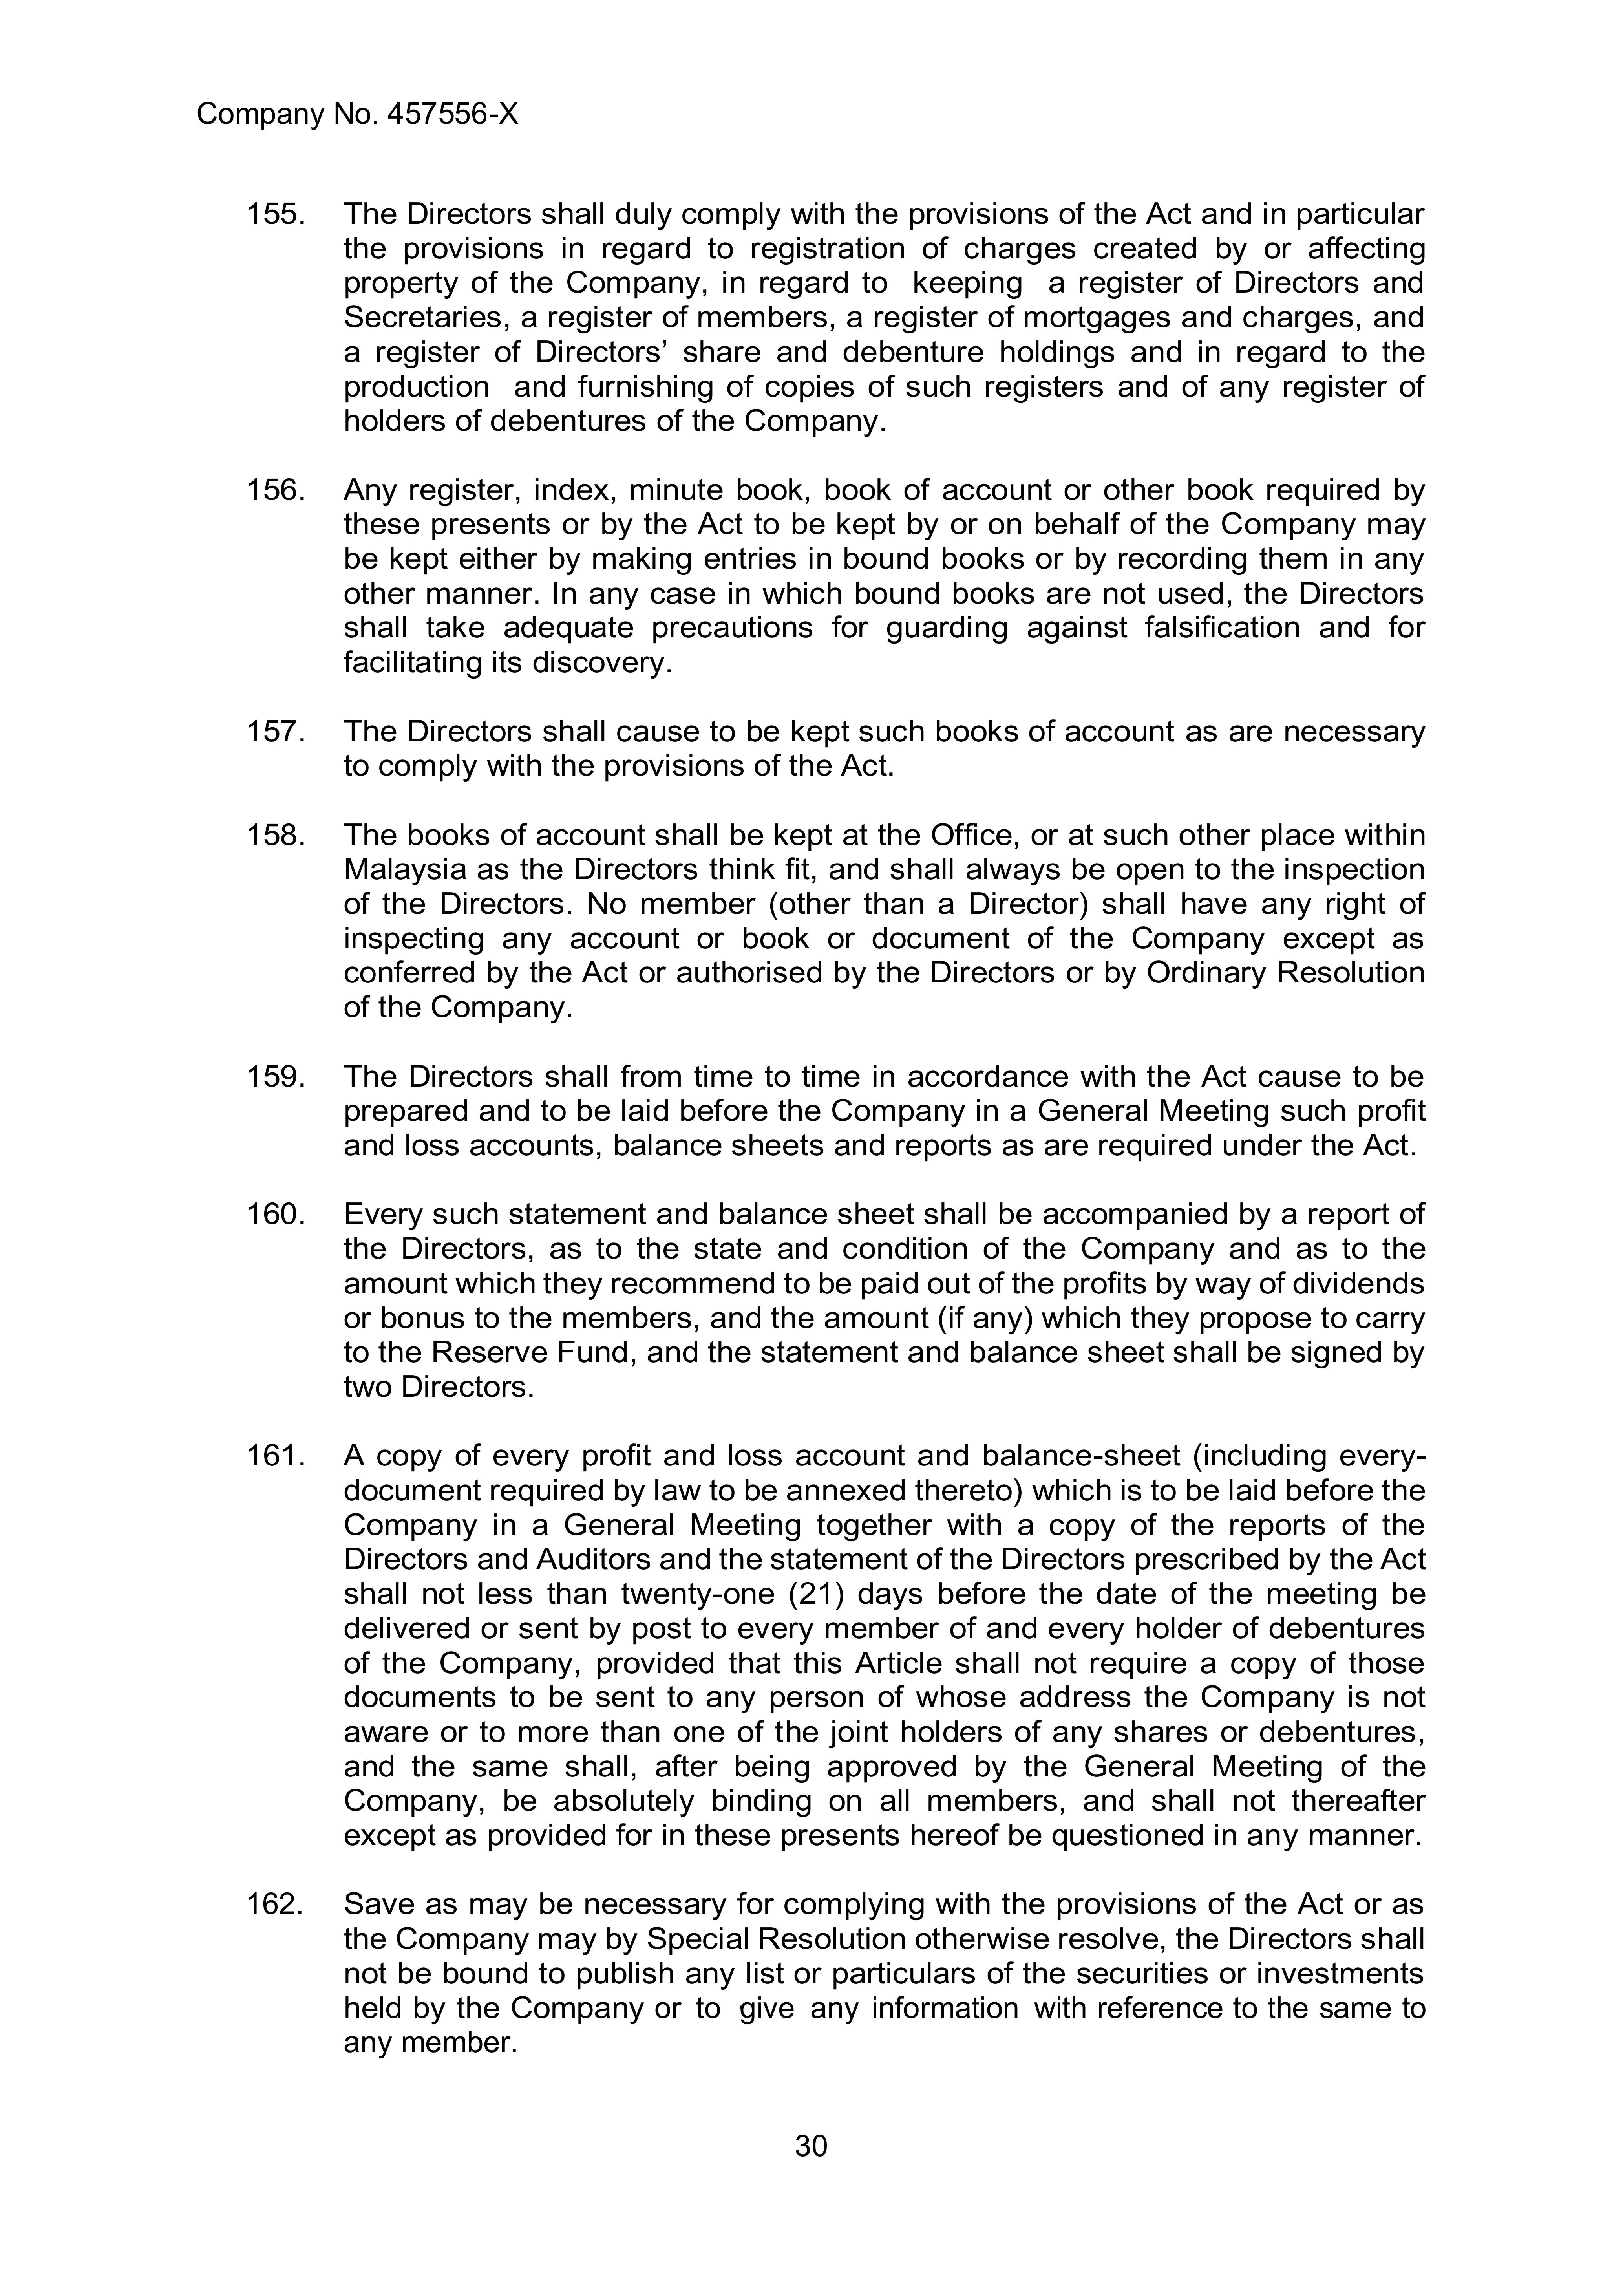 Company No. 457556-X
155. The Directors shall duly comply with the provisions of the Act and in particular
the provisions in regard to registration of charges created by or affecting
property of the Company, in regard to keeping a register of Directors and
Secretaries, a register of members, a register of mortgages and charges, and
a register of Directors’ share and debenture holdings and in regard to the
production and furnishing of copies of such registers and of any register of
holders of debentures of the Company.
156. Any register, index, minute book, book of account or other book required by
these presents or by the Act to be kept by or on behalf of the Company may
be kept either by making entries in bound books or by recording them in any
other manner. In any case in which bound books are not used, the Directors
shall take adequate precautions for guarding against falsification and for
facilitating its discovery.
157. The Directors shall cause to be kept such books of account as are necessary
to comply with the provisions of the Act.
158. The books of account shall be kept at the Office, or at such other place within
Malaysia as the Directors think fit, and shall always be open to the inspection
of the Directors. No member (other than a Director) shall have any right of
inspecting any account or book or document of the Company except as
conferred by the Act or authorised by the Directors or by Ordinary Resolution
of the Company.
159. The Directors shall from time to time in accordance with the Act cause to be
prepared and to be laid before the Company in a General Meeting such profit
and loss accounts, balance sheets and reports as are required under the Act.
160. Every such statement and balance sheet shall be accompanied by a report of
the Directors, as to the state and condition of the Company and as to the
amount which they recommend to be paid out of the profits by way of dividends
or bonus to the members, and the amount (if any) which they propose to carry
to the Reserve Fund, and the statement and balance sheet shall be signed by
two Directors.
161. A copy of every profit and loss account and balance-sheet (including every-
document required by law to be annexed thereto) which is to be laid before the
Company in a General Meeting together with a copy of the reports of the
Directors and Auditors and the statement of the Directors prescribed by the Act
shall not less than twenty-one (21) days before the date of the meeting be
delivered or sent by post to every member of and every holder of debentures
of the Company, provided that this Article shall not require a copy of those
documents to be sent to any person of whose address the Company is not
aware or to more than one of the joint holders of any shares or debentures,
and the same shall, after being approved by the General Meeting of the
Company, be absolutely binding on all members, and shall not thereafter
except as provided for in these presents hereof be questioned in any manner.
162. Save as may be necessary for complying with the provisions of the Act or as
the Company may by Special Resolution otherwise resolve, the Directors shall
not be bound to publish any list or particulars of the securities or investments
held by the Company or to give any information with reference to the same to
any member.
30